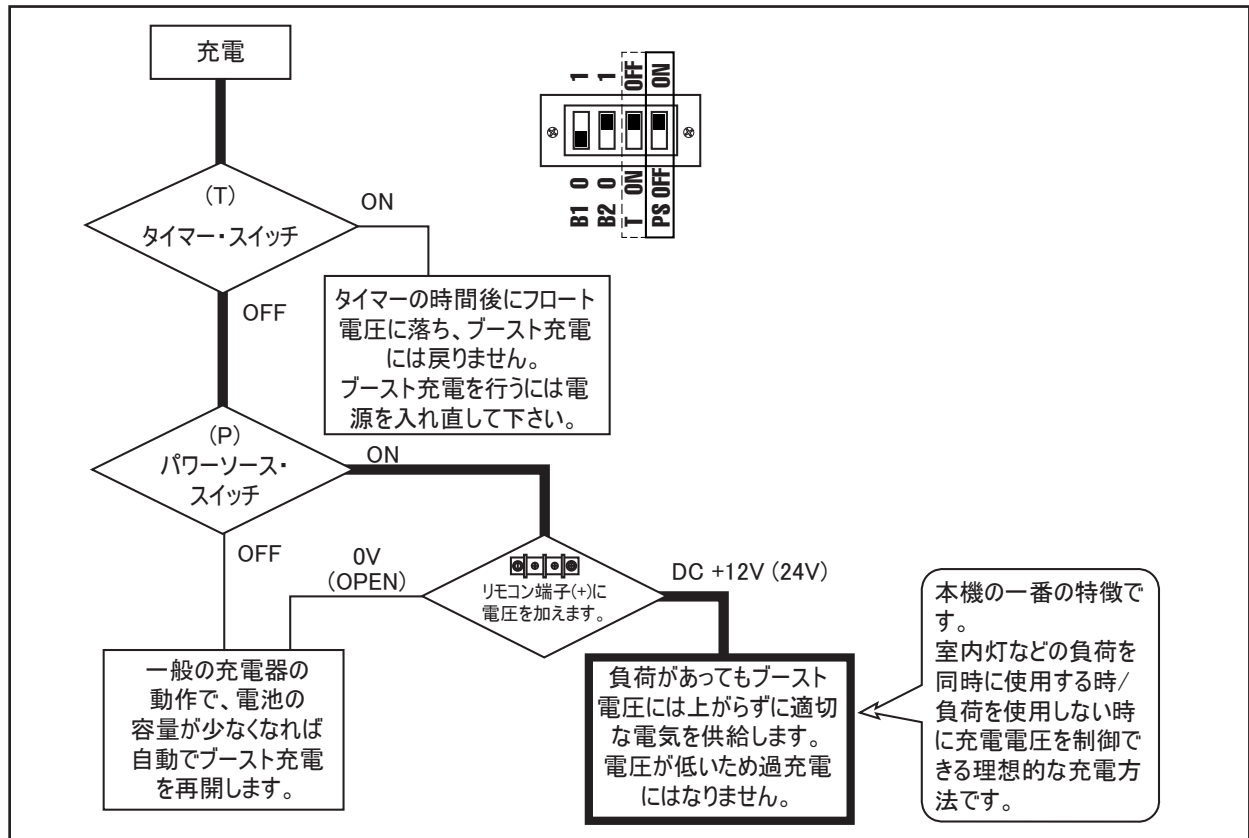 充電
1 1 OFF ON
B1 0
B2 0
T ON
PS OFF
(T)
タイマー・スイッチ
ON
OFF
タイマーの時間後にフロート
電圧に落ち、ブースト充電
には戻りません。
ブースト充電を行うには電
源を入れ直して下さい。
(P)
パワーソース・
スイッチ
ON
OFF
0V
(OPEN)
リモコン端子(+)に
電圧を加えます。
DC +12V (24V)
一般の充電器の
動作で、電池の
容量が少なくなれば
自動でブースト充電
を再開します。
負荷があってもブースト
電圧には上がらずに適切
な電気を供給します。
電圧が低いため過充電
にはなりません。
本機の一番の特徴で
す。
室内灯などの負荷を
同時に使用する時/
負荷を使用しない時
に充電電圧を制御で
きる理想的な充電方
法です。